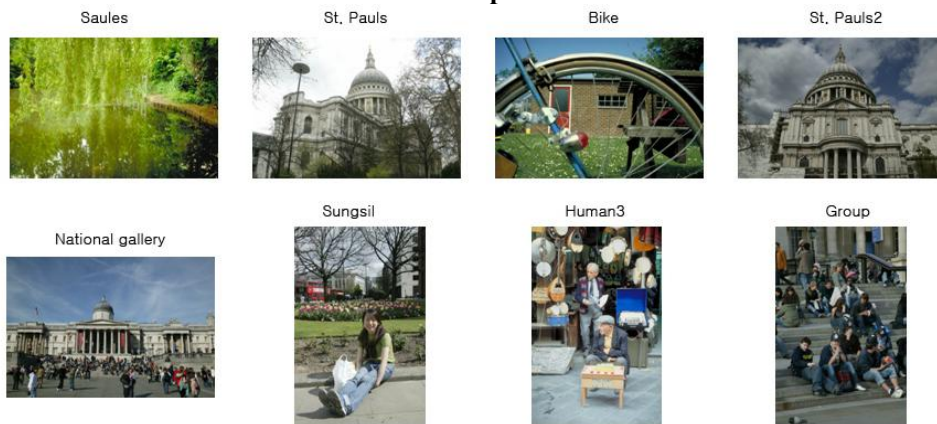 Saules
St. Pauls
Bike
St. Pauls2
Sungsil
Human3
Group
National gallery